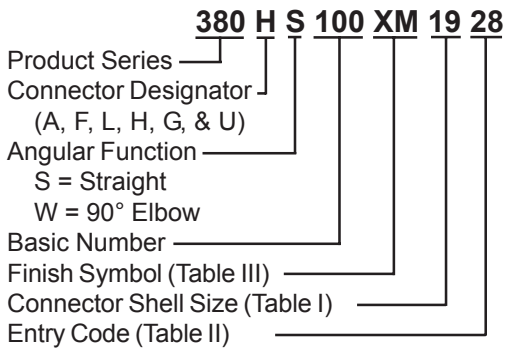 380 H S 100 XM 19 28
Product Series
Connector Designator
(A, F, L, H, G, & U)
Angular Function
S = Straight
W = 90° Elbow
Basic Number
Finish Symbol (Table III)
Connector Shell Size (Table I)
Entry Code (Table II)